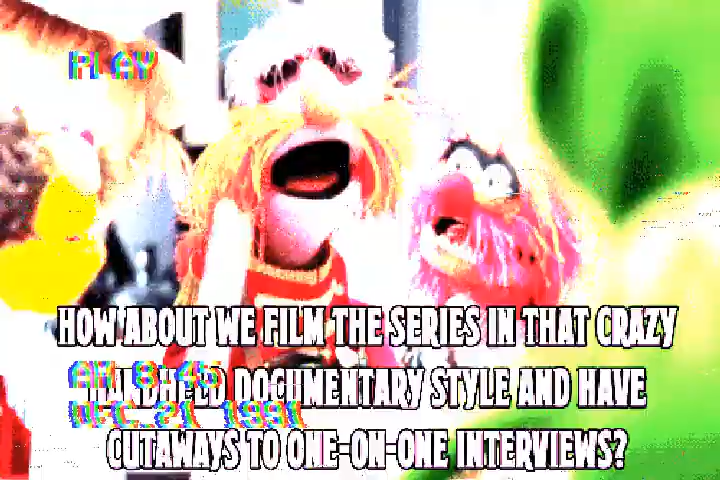 PLAY
HOW ABOUT WE FILM THE SERIES IN THAT CRAZY
HANDHELD DOCUMENTARY STYLE AND HAVE
AM 8:45
DEC. 21 1991
CUTAWAYS TO ONE-ON-ONE INTERVIEWS?